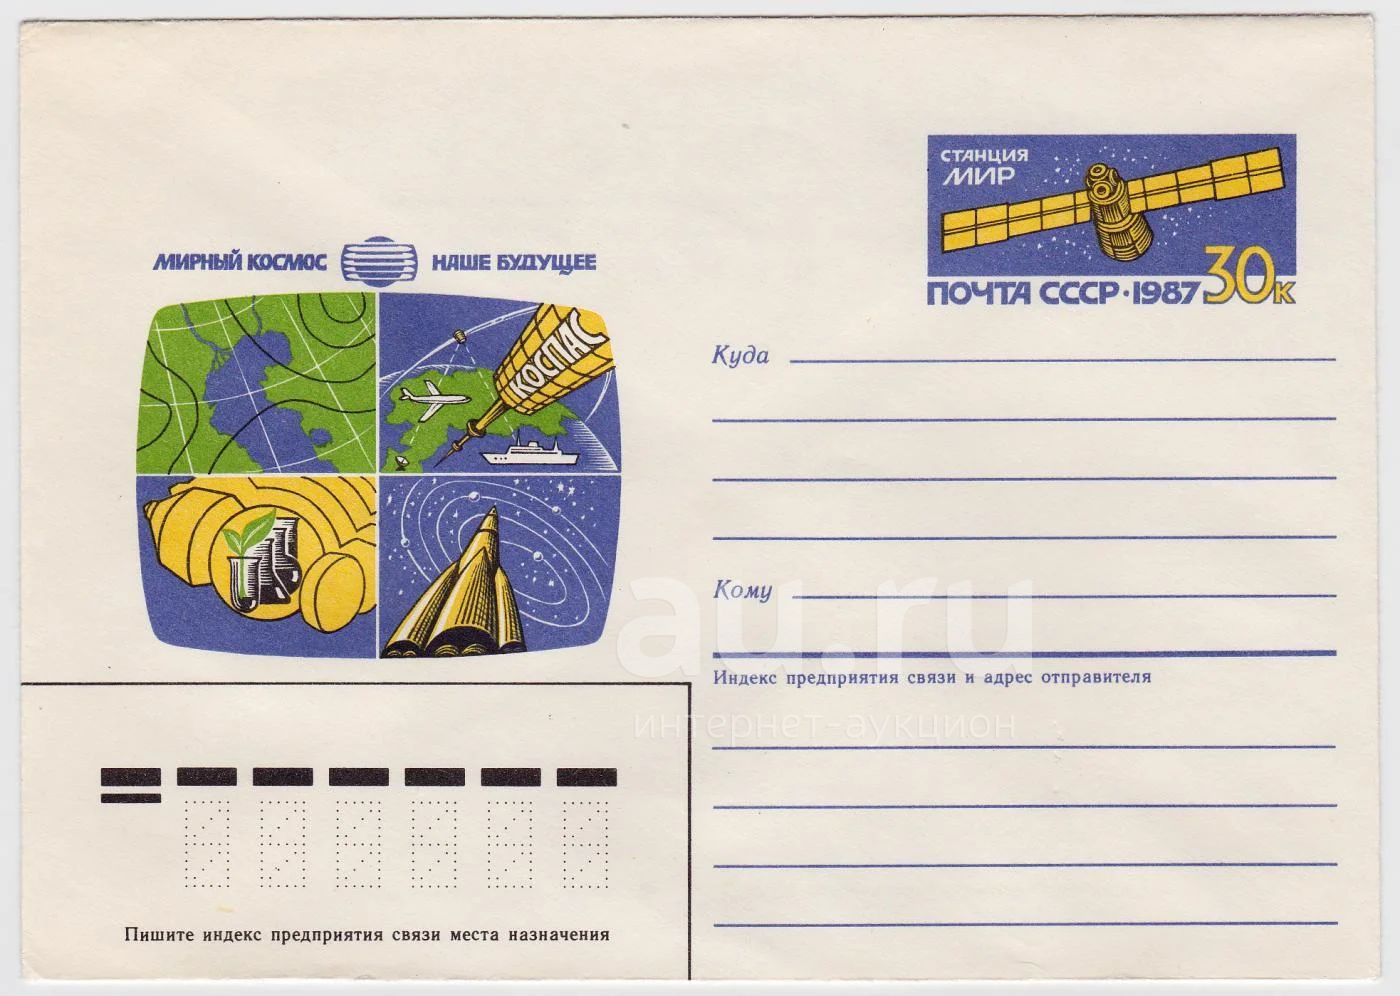 СТАНЦИЯ
МИР
ПОЧТА СССР·1987 30К
МИРНЫЙ КОСМОС НАШЕ БУДУЩЕЕ
КОСПАС
Куда
Кому
Индекс предприятия связи и адрес отправителя
au.ru
интернет-аукцион
Пишите индекс предприятия связи места назначения